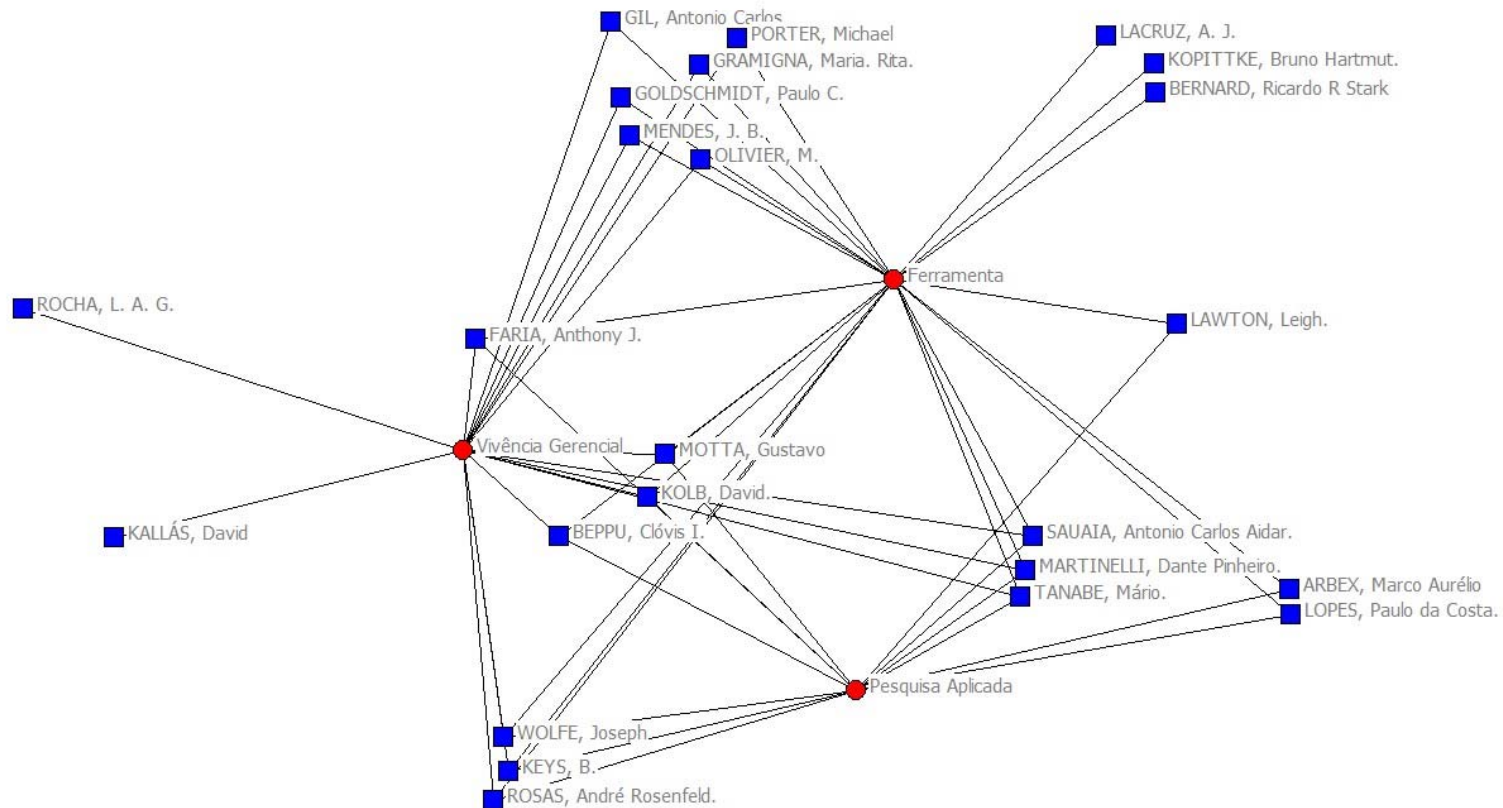 GIL, Antonio Carlos
PORTER, Michael
LACRUZ, A. J.
GRAMIGNA, Maria. Rita.
KOPITTKE, Bruno Hartmut.
GOLDSCHMIDT, Paulo C.
BERNARD, Ricardo R Stark
MENDES, J. B.
OLIVIER, M.
Ferramenta
ROCHA, L. A. G.
LAWTON, Leigh.
FARIA, Anthony J.
Vivência Gerencial
MOTTA, Gustavo
KOLB, David.
KALLÁS, David
BEPPU, Clóvis I.
SAUAIA, Antonio Carlos Aidar.
MARTINELLI, Dante Pinheiro.
ARBEX, Marco Aurélio
TANABE, Mário.
LOPES, Paulo da Costa.
Pesquisa Aplicada
WOLFE, Joseph
KEYS, B.
ROSAS, André Rosenfeld.